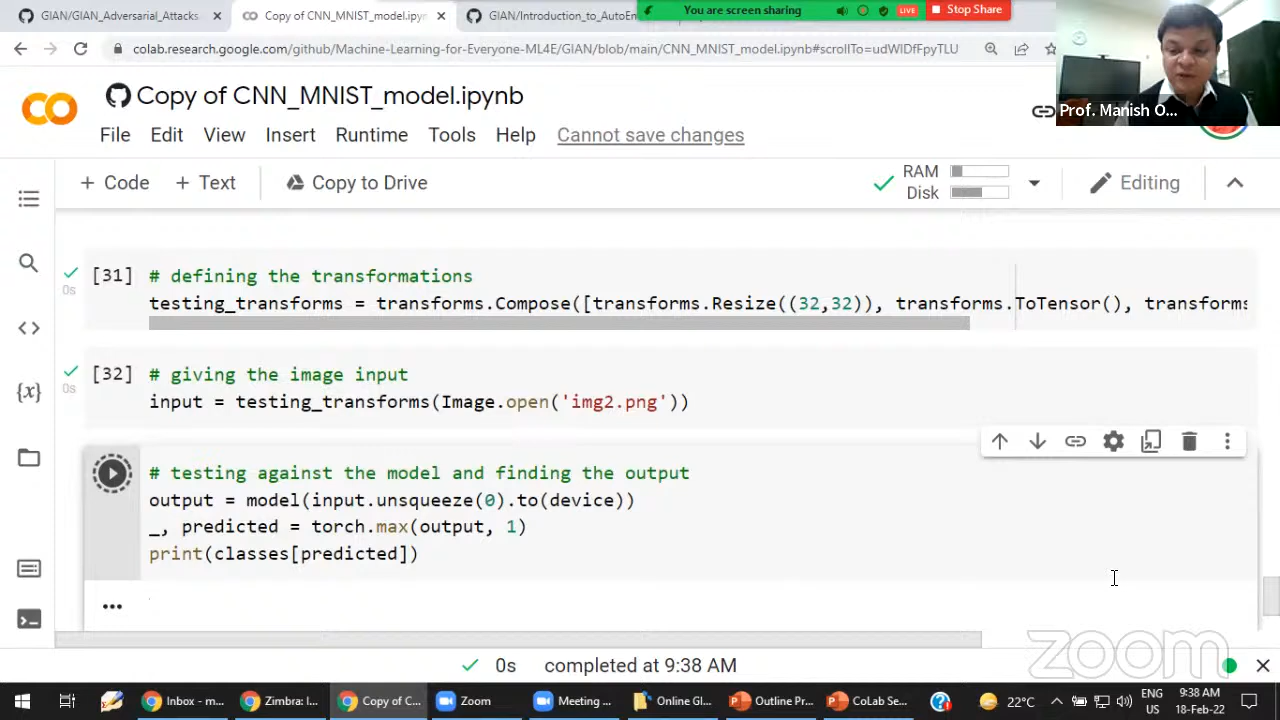 GIAN/GIAN_Adversarial_Attacks
Copy of CNN_MNIST_model.ipyn
GIAN/Introduction_to_AutoEn
You are screen sharing
LIVE
Stop Share
colab.research.google.com/github/Machine-Learning-for-Everyone-ML4E/GIAN/blob/main/CNN_MNIST_model.ipynb#scrollTo=udWIDfFpyTLU
Copy of CNN_MNIST_model.ipynb
Prof. Manish O...
File Edit View Insert Runtime Tools Help Cannot save changes
+ Code + Text Copy to Drive
RAM
Disk
Editing
[31] # defining the transformations
0s
testing_transforms = transforms.Compose([transforms.Resize((32,32)), transforms.ToTensor(), transforms
[32] # giving the image input
0s
input = testing_transforms(Image.open('img2.png'))
# testing against the model and finding the output
output = model(input.unsqueeze(0).to(device))
_, predicted = torch.max(output, 1)
print(classes[predicted])
zoom
0s completed at 9:38 AM
Inbox - m...
Zimbra: I...
Copy of C...
Zoom
Meeting ...
Online Gl...
Outline Pr...
CoLab Se...
22°C
ENG
US
9:38 AM
18-Feb-22